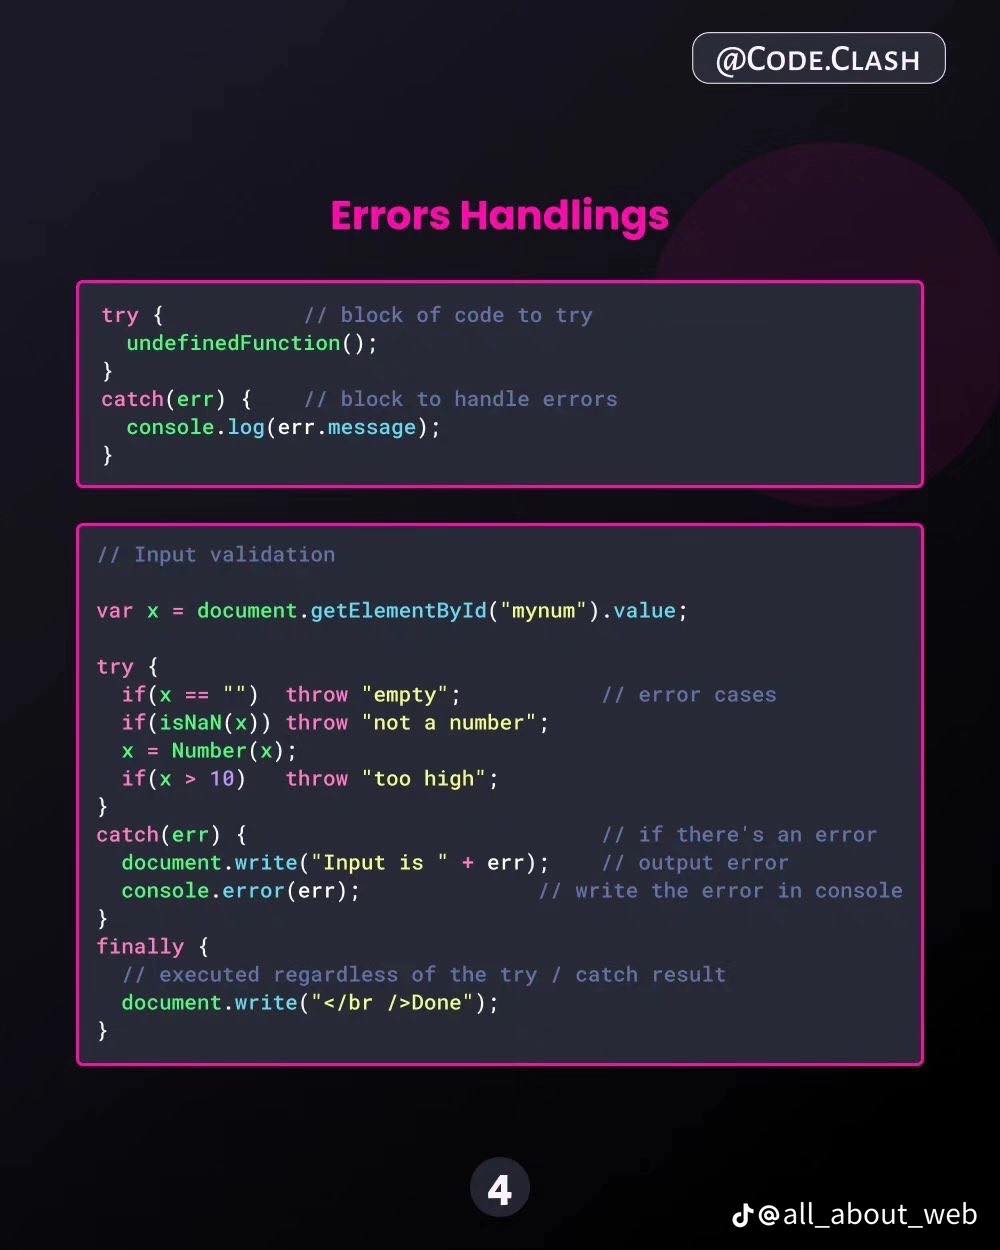 @CODE.CLASH
Errors Handlings
try {           // block of code to try
  undefinedFunction();
}
catch(err) {    // block to handle errors
  console.log(err.message);
}
// Input validation
var x = document.getElementById("mynum").value;
try {
  if(x == "")  throw "empty";           // error cases
  if(isNaN(x)) throw "not a number";
  x = Number(x);
  if(x > 10)   throw "too high";
}
catch(err) {                            // if there's an error
  document.write("Input is " + err);    // output error
  console.error(err);              // write the error in console
}
finally {
  // executed regardless of the try / catch result
  document.write("</br />Done");
}
4
@all_about_web